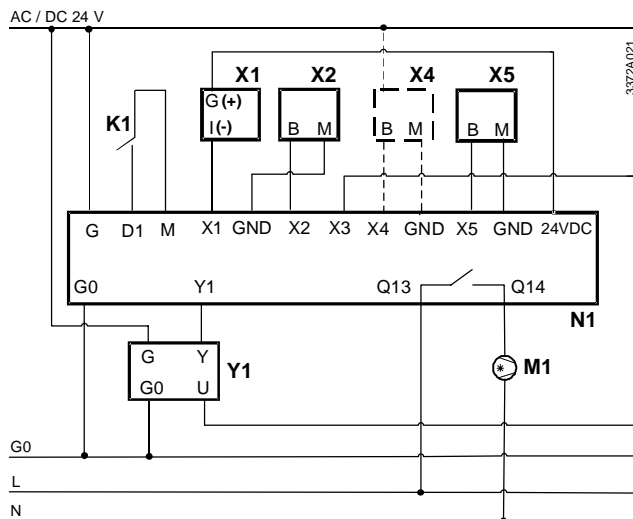 AC / DC 24 V
3372A021
X1 X2 X4 X5
G (+)
K1
I (-) B M B M B M
G D1 M X1 GND X2 X3 X4 GND X5 GND 24VDC
G0 Y1 Q13 Q14
N1
G Y
Y1 M1
G0 U
G0
L
N